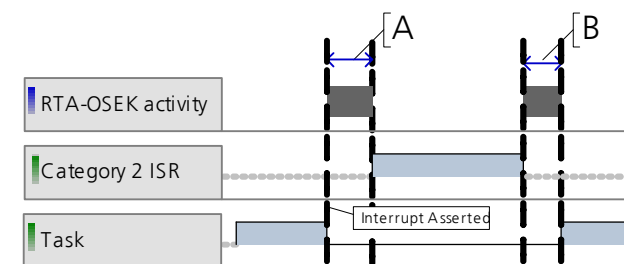 A
B
RTA-OSEK activity
Category 2 ISR
Interrupt Asserted
Task